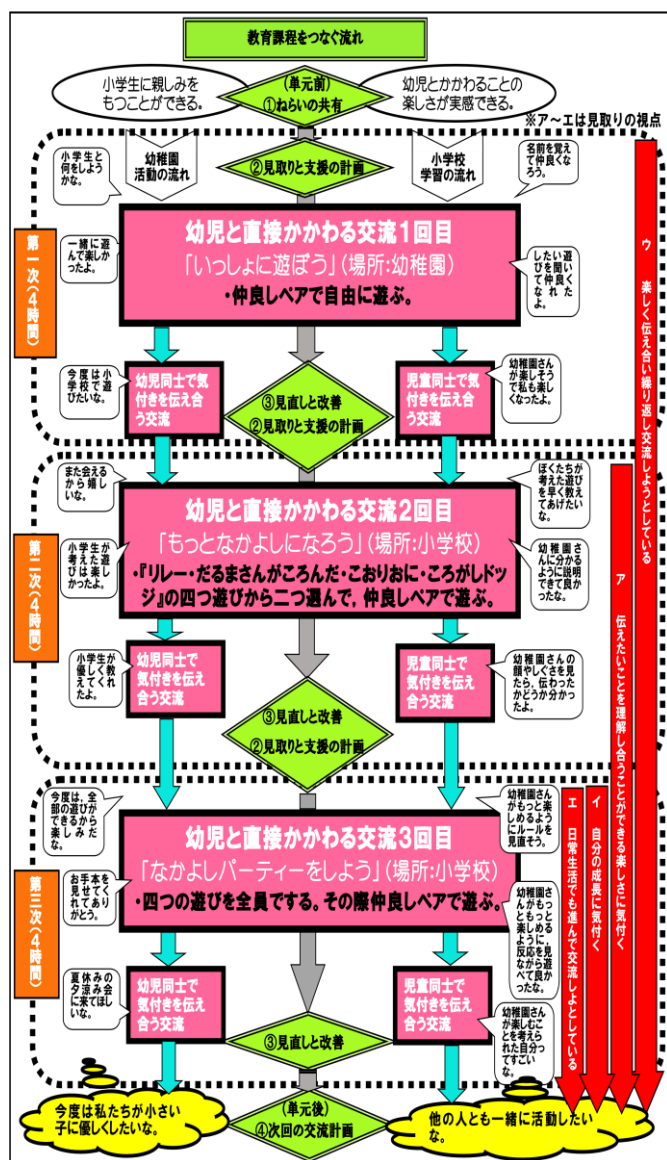 教育課程をつなぐ流れ
小学生に親しみを
もつことができる。
(単元前)
①ねらいの共有
幼児とかかわることの
楽しさが実感できる。
※ア～エは見取りの視点
小学生と
何をしよう
かな。
幼稚園
活動の流れ
②見取りと支援の計画
小学校
学習の流れ
名前を覚え
て仲良くな
ろう。
第一次(4時間)
一緒に遊
んで楽し
かったよ。
幼児と直接かかわる交流1回目
「いっしょに遊ぼう」(場所:幼稚園)
・仲良しペアで自由に遊ぶ。
したい遊
びを聞い
て仲良く
なれた
よ。
今度は小
学校で遊
びたいな。
幼児同士で気
付きを伝え合
う交流
③見直しと改善
②見取りと支援の計画
児童同士で気
付きを伝え合
う交流
幼稚園さん
が楽しそう
で私も楽し
くなったよ。
第二次(4時間)
また会える
から嬉し
いな。
ぼくたちが
考えた遊び
を早く教えて
てあげたい
な。
幼児と直接かかわる交流2回目
「もっとなかよしになろう」(場所:小学校)
・『リレー・だるまさんがころんだ・こおりおに・ころがしドッ
ジ』の四つ遊びから二つ選んで，仲良しペアで遊ぶ。
小学生が
考えた遊
びは楽し
かったよ。
幼稚園さ
んに分かる
ように説明
できて良か
ったな。
小学生が
優しく教
えてくれ
たよ。
幼児同士で
気付きを伝え
合う交流
③見直しと改善
②見取りと支援の計画
児童同士で
気付きを伝え
合う交流
幼稚園さんの
顔やしぐさを見
たら，伝わった
かどうか分かっ
たよ。
第三次(4時間)
今度は，全
部の遊びが
できるから
楽しみだ
な。
幼稚園さん
がもっと楽
しめるよう
にルールを
見直そう。
幼児と直接かかわる交流3回目
「なかよしパーティーをしよう」(場所:小学校)
・四つの遊びを全員でする。その際仲良しペアで遊ぶ。
お手本を
見せてく
れてあり
がとう。
幼稚園さ
んがもっ
ともっと
楽しめる
ように，
反応を見
ながら遊
べて良か
ったな。
夏休みの
夕涼み会
に来てほし
いな。
幼児同士で
気付きを伝え
合う交流
③見直しと改善
児童同士で
気付きを伝え
合う交流
幼稚園さん
が楽しむこ
とを考えら
れた自分っ
てすごい
な。
今度は私たちが小さい
子に優しくしたいな。
(単元後)
④次回の交流計画
他の人とも一緒に活動したい
な。
ウ　楽しく伝え合い繰り返し交流しようとしている
ア　伝えたいことを理解し合うことができる楽しさに気付く
イ　自分の成長に気付く
エ　日常生活でも進んで交流しよとしている